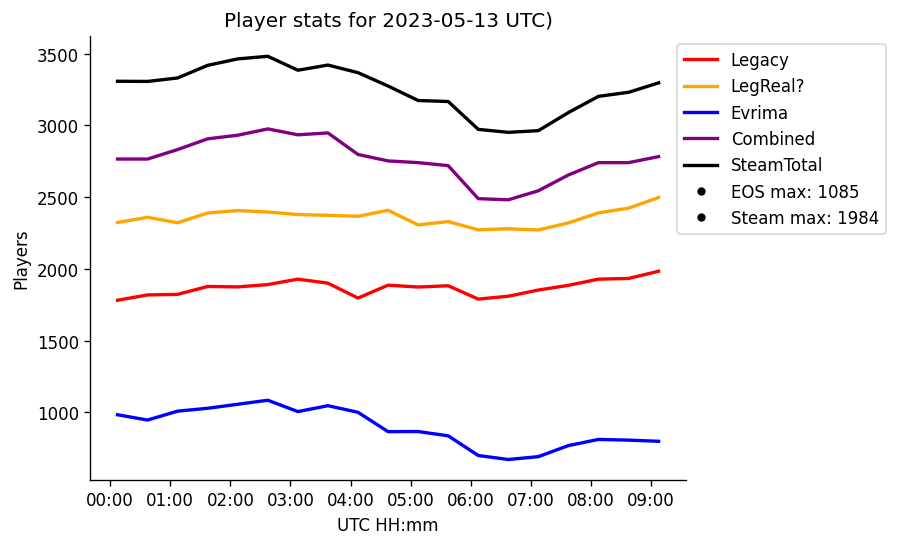 Player stats for 2023-05-13 UTC)
3500
3000
2500
2000
1500
1000
Players
00:00 01:00 02:00 03:00 04:00 05:00 06:00 07:00 08:00 09:00
UTC HH:mm
Legacy
LegReal?
Evrima
Combined
SteamTotal
EOS max: 1085
Steam max: 1984